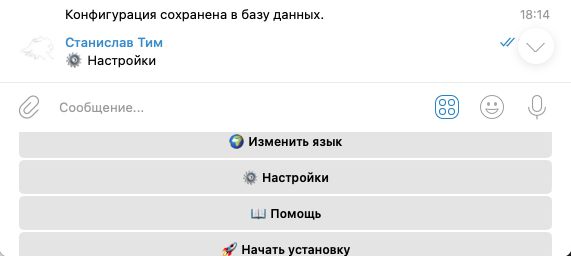 Конфигурация сохранена в базу данных.
18:14
Станислав Тим
⚙️ Настройки
Сообщение...
🌍 Изменить язык
⚙️ Настройки
📖 Помощь
🚀 Начать установку